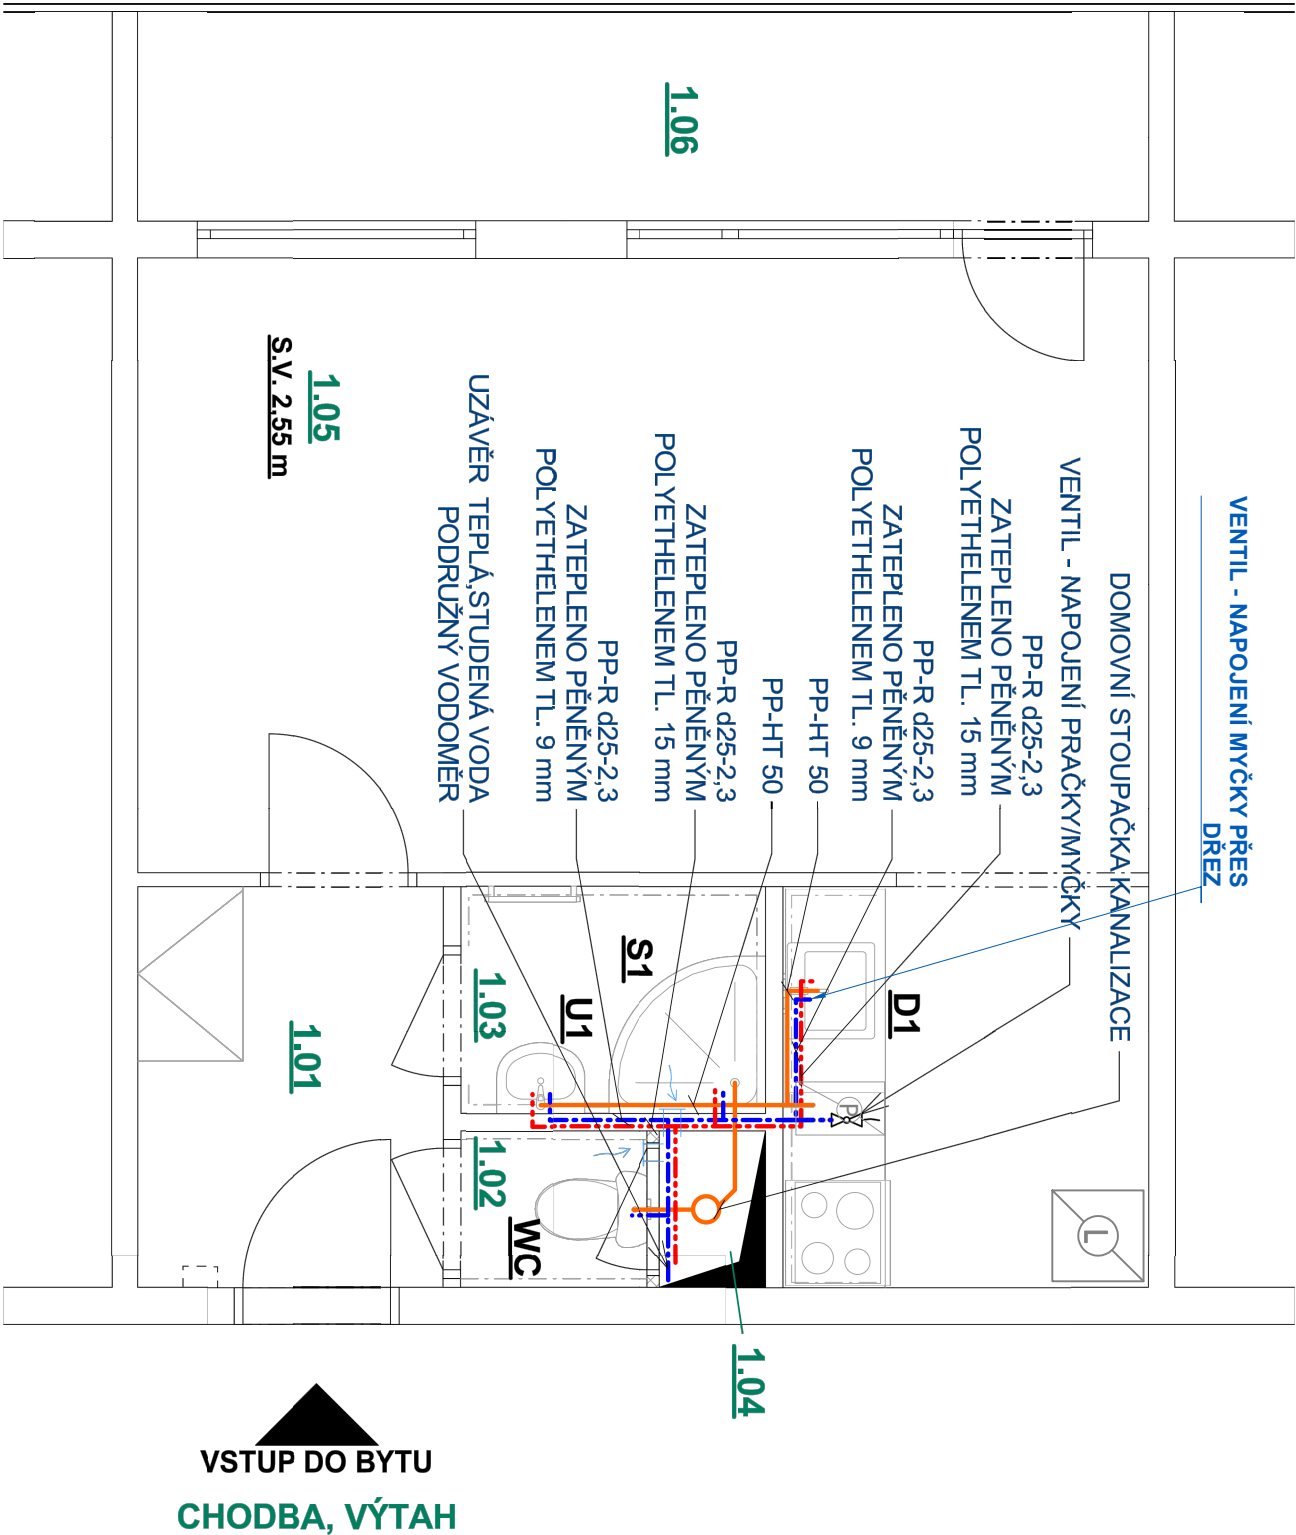 1.06
VENTIL - NAPOJENÍ MYČKY PŘES
DŘEZ
DOMOVNÍ STOUPAČKA KANALIZACE
VENTIL - NAPOJENÍ PRAČKY/MYČKY
PP-R d25-2,3
ZATEPLENO PĚNĚNÝM
POLYETHELENEM TL. 15 mm
PP-R d25-2,3
ZATEPLENO PĚNĚNÝM
POLYETHELENEM TL. 9 mm
PP-HT 50
PP-HT 50
PP-R d25-2,3
ZATEPLENO PĚNĚNÝM
POLYETHELENEM TL. 15 mm
PP-R d25-2,3
ZATEPLENO PĚNĚNÝM
POLYETHELENEM TL. 9 mm
UZÁVĚR TEPLÁ,STUDENÁ VODA
PODRUŽNÝ VODOMĚR
1.05
S.V. 2,55 m
D1
S1
U1
1.03
1.01
P
1.02
WC
L
1.04
VSTUP DO BYTU
CHODBA, VÝTAH